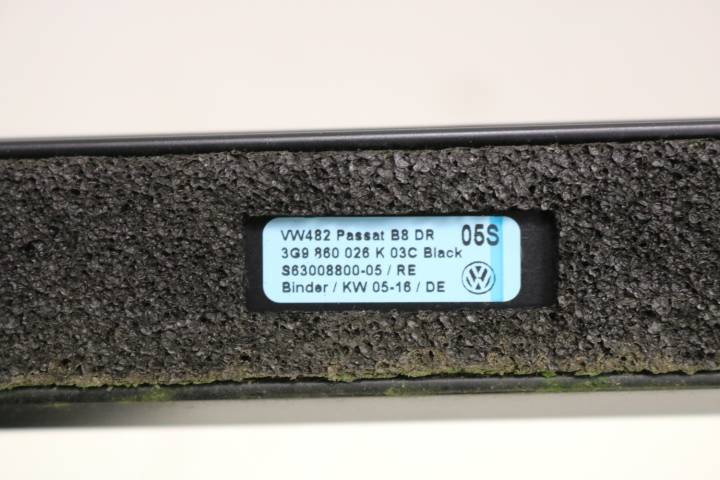 VW482 Passat B8 DR 05S
3G9 860 026 K 03C Black
S63008800-05 / RE
Binder / KW 05-16 / DE